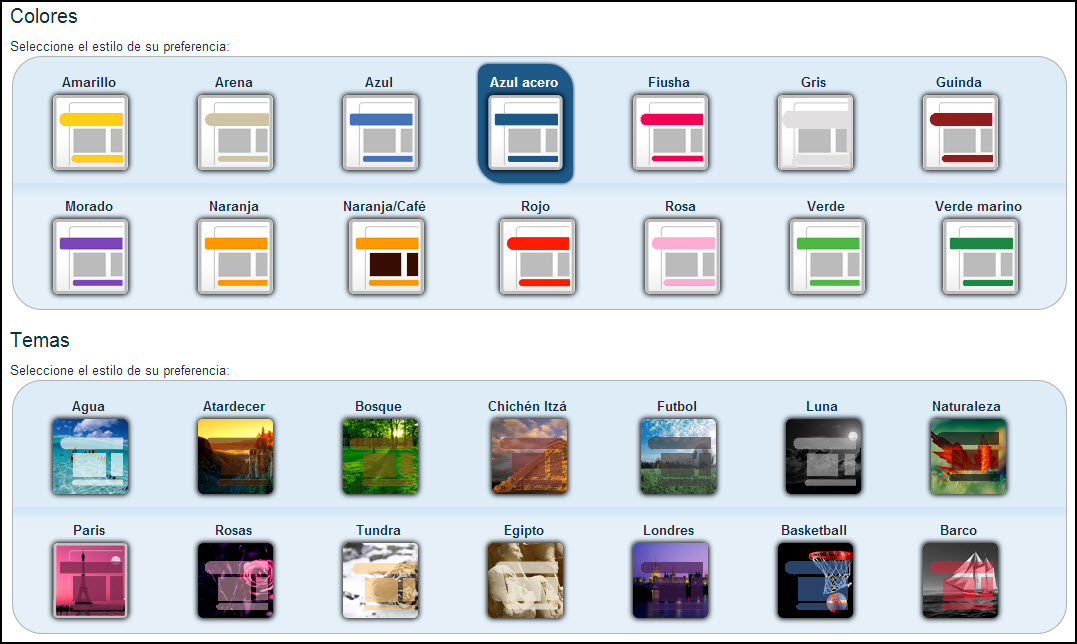 Colores
Seleccione el estilo de su preferencia:
Amarillo Arena Azul Azul acero Fiusha Gris Guinda
Morado Naranja Naranja/Café Rojo Rosa Verde Verde marino
Temas
Seleccione el estilo de su preferencia:
Agua Atardecer Bosque Chichén Itzá Futbol Luna Naturaleza
Paris Rosas Tundra Egipto Londres Basketball Barco